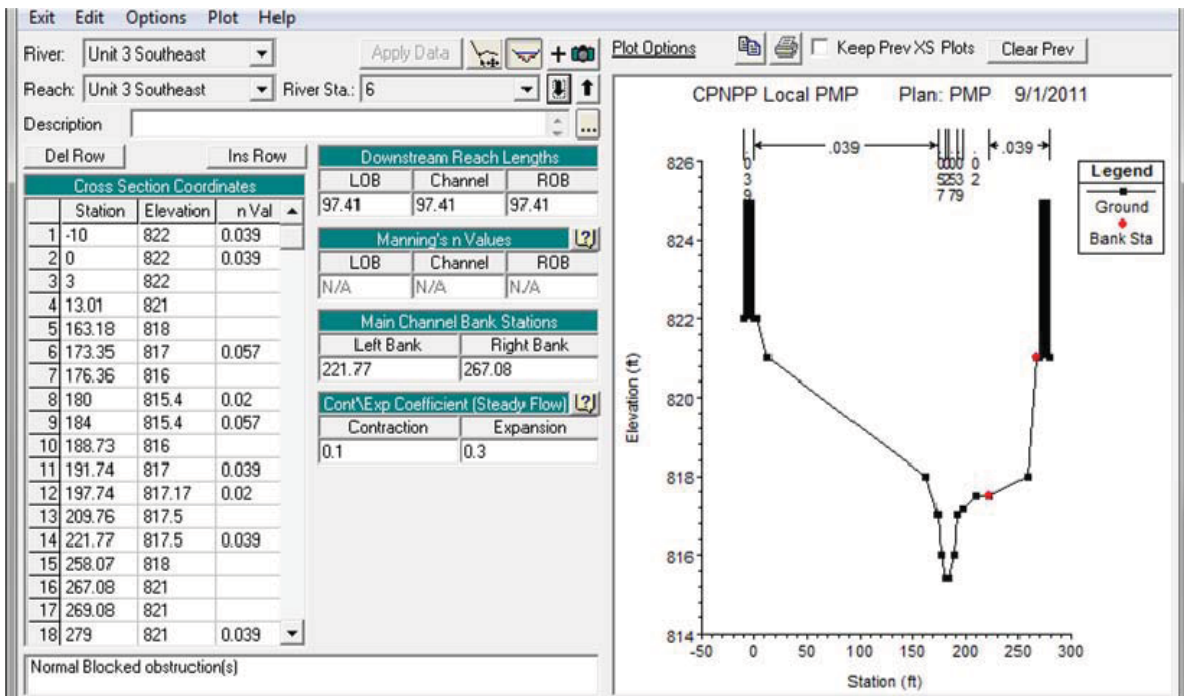 Exit Edit Options Plot Help
River: Unit 3 Southeast Apply Data
Reach: Unit 3 Southeast River Sta.: 6
Description ...
Del Row Ins Row
Cross Section Coordinates
Station Elevation n Val
1 -10 822 0.039
2 0 822 0.039
3 3 822
4 13.01 821
5 163.18 818
6 173.35 817 0.057
7 176.36 816
8 180 815.4 0.02
9 184 815.4 0.057
10 188.73 816
11 191.74 817 0.039
12 197.74 817.17 0.02
13 209.76 817.5
14 221.77 817.5 0.039
15 258.07 818
16 267.08 821
17 269.08 821
18 279 821 0.039
Downstream Reach Lengths
LOB Channel ROB
97.41 97.41 97.41
Manning's n Values
LOB Channel ROB
N/A N/A N/A
Main Channel Bank Stations
Left Bank Right Bank
221.77 267.08
Cont\Exp Coefficient (Steady Flow)
Contraction Expansion
0.1 0.3
Normal Blocked obstruction(s)
Plot Options Keep Prev XS Plots Clear Prev
CPNPP Local PMP Plan: PMP 9/1/2011
.039 .039
Legend
Ground
Bank Sta
Elevation (ft)
826
824
822
820
818
816
814
-50 0 50 100 150 200 250 300
Station (ft)